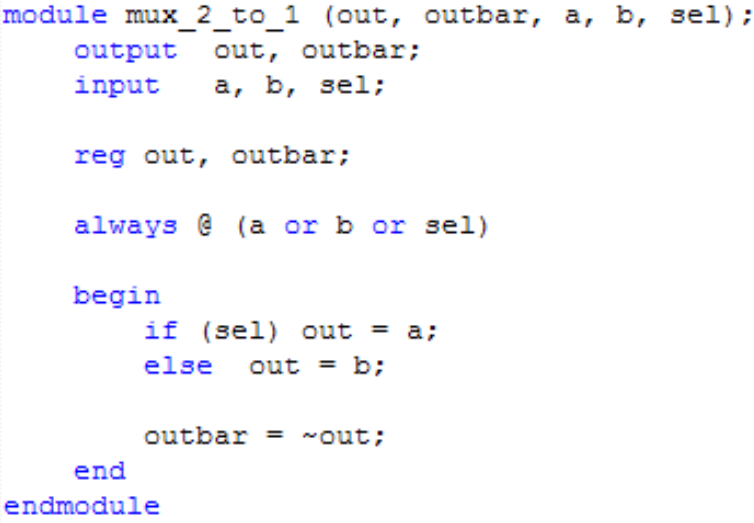 module mux_2_to_1 (out, outbar, a, b, sel);
    output  out, outbar;
    input   a, b, sel;

    reg out, outbar;

    always @ (a or b or sel)

    begin
        if (sel) out = a;
        else  out = b;

        outbar = ~out;
    end
endmodule